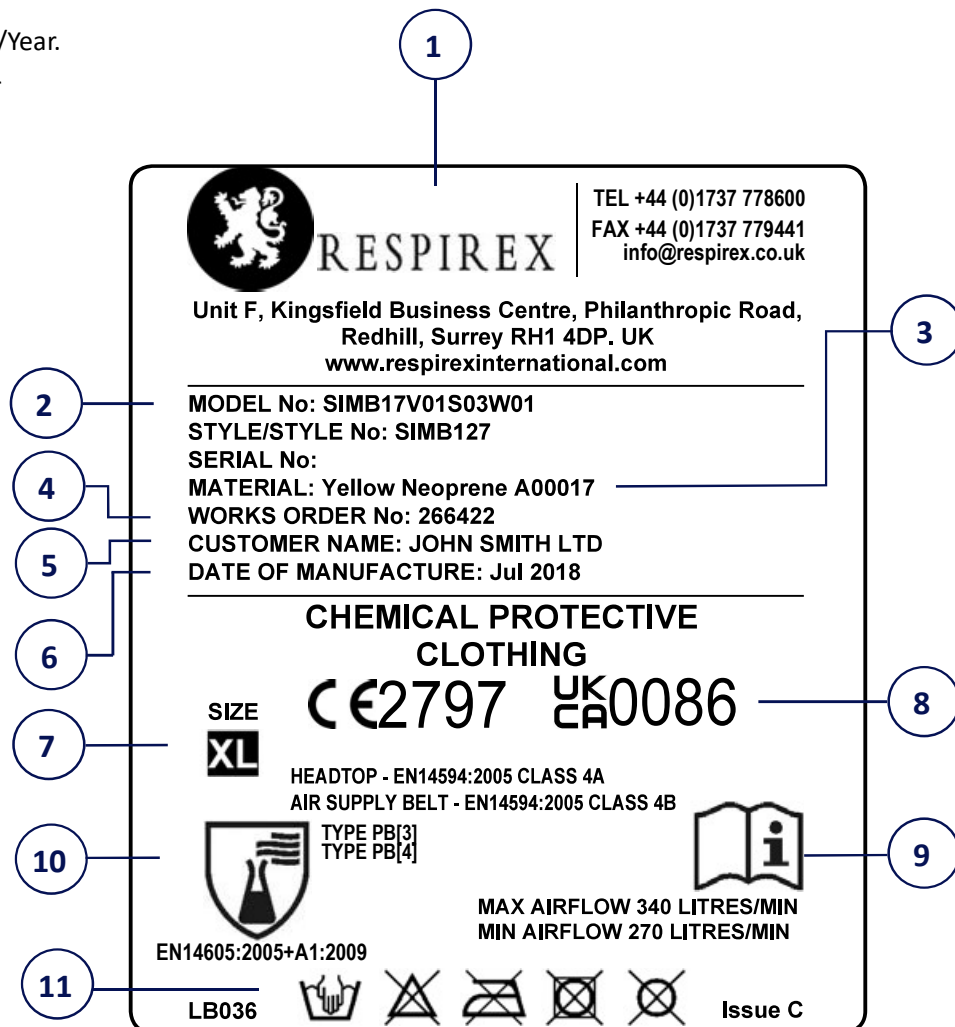 /Year.
1
RESPIREX
TEL +44 (0)1737 778600
FAX +44 (0)1737 779441
info@respirex.co.uk
Unit F, Kingsfield Business Centre, Philanthropic Road,
Redhill, Surrey RH1 4DP. UK
www.respirexinternational.com
3
2
MODEL No: SIMB17V01S03W01
STYLE/STYLE No: SIMB127
SERIAL No:
4
MATERIAL: Yellow Neoprene A00017
WORKS ORDER No: 266422
5
CUSTOMER NAME: JOHN SMITH LTD
DATE OF MANUFACTURE: Jul 2018
6
CHEMICAL PROTECTIVE
CLOTHING
CE2797 UKCA0086
8
7
SIZE
XL
HEADTOP - EN14594:2005 CLASS 4A
AIR SUPPLY BELT - EN14594:2005 CLASS 4B
10
TYPE PB[3]
TYPE PB[4]
i
9
MAX AIRFLOW 340 LITRES/MIN
MIN AIRFLOW 270 LITRES/MIN
EN14605:2005+A1:2009
11
LB036
Issue C